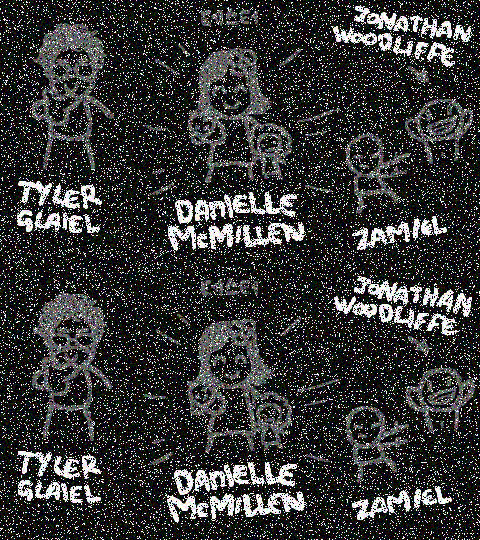 JONATHAN
WOODLIFFE
TYLER
GLAIEL
DANIELLE
McMILLEN
ZAMIEL
JONATHAN
WOODLIFFE
TYLER
GLAIEL
DANIELLE
McMILLEN
ZAMIEL